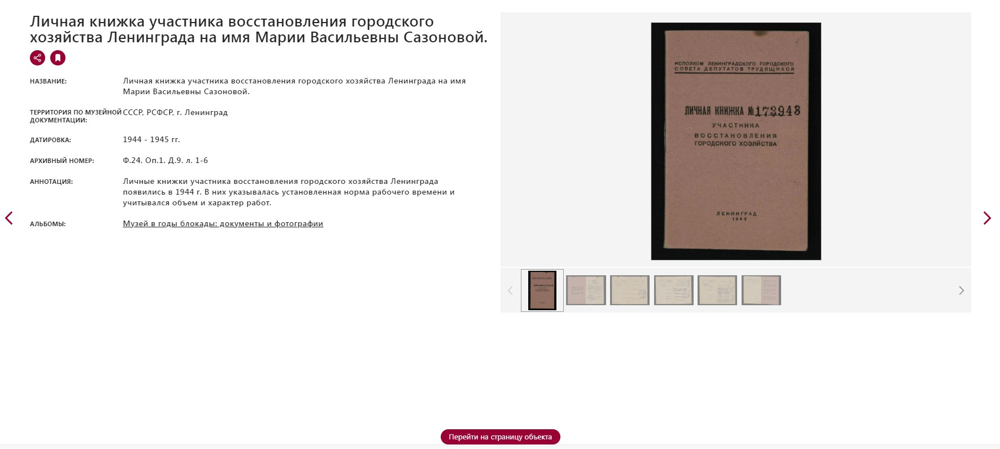 Личная книжка участника восстановления городского
хозяйства Ленинграда на имя Марии Васильевны Сазоновой.
НАЗВАНИЕ:
Личная книжка участника восстановления городского хозяйства Ленинграда на имя
Марии Васильевны Сазоновой.
ТЕРРИТОРИЯ ПО МУЗЕЙНОЙ
ДОКУМЕНТАЦИИ:
СССР, РСФСР, г. Ленинград
ДАТИРОВКА:
1944 - 1945 гг.
АРХИВНЫЙ НОМЕР:
Ф.24. Оп.1. Д.9. л. 1-6
АННОТАЦИЯ:
Личные книжки участника восстановления городского хозяйства Ленинграда
появились в 1944 г. В них указывалась установленная норма рабочего времени и
учитывался объем и характер работ.
АЛЬБОМЫ:
Музей в годы блокады: документы и фотографии
ИСПОЛКОМ ЛЕНИНГРАДСКОГО ГОРОДСКОГО
СОВЕТА ДЕПУТАТОВ ТРУДЯЩИХСЯ
ЛИЧНАЯ КНИЖКА №173943
УЧАСТНИКА
ВОССТАНОВЛЕНИЯ
ГОРОДСКОГО ХОЗЯЙСТВА
ЛЕНИНГРАД
1944
Перейти на страницу объекта